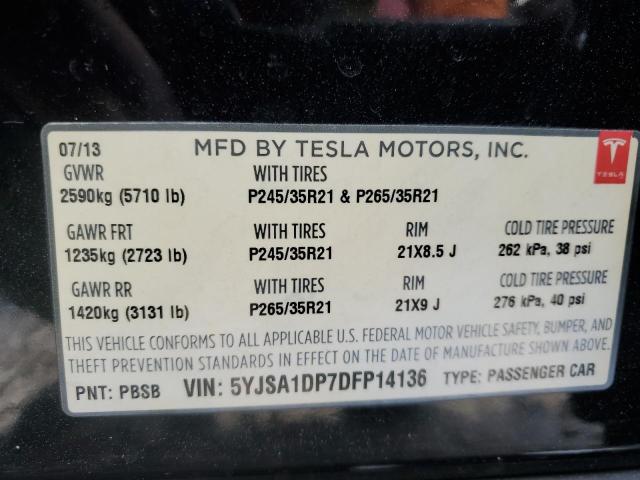 07/13 MFD BY TESLA MOTORS, INC.
TESLA
GVWR WITH TIRES
2590kg (5710 lb) P245/35R21 & P265/35R21
GAWR FRT WITH TIRES RIM COLD TIRE PRESSURE
1235kg (2723 lb) P245/35R21 21X8.5 J 262 kPa, 38 psi
GAWR RR WITH TIRES RIM COLD TIRE PRESSURE
1420kg (3131 lb) P265/35R21 21X9 J 276 kPa, 40 psi
THIS VEHICLE CONFORMS TO ALL APPLICABLE U.S. FEDERAL MOTOR VEHICLE SAFETY, BUMPER, AND
THEFT PREVENTION STANDARDS IN EFFECT ON THE DATE OF MANUFACTURE SHOWN ABOVE.
PNT: PBSB VIN: 5YJSA1DP7DFP14136 TYPE: PASSENGER CAR